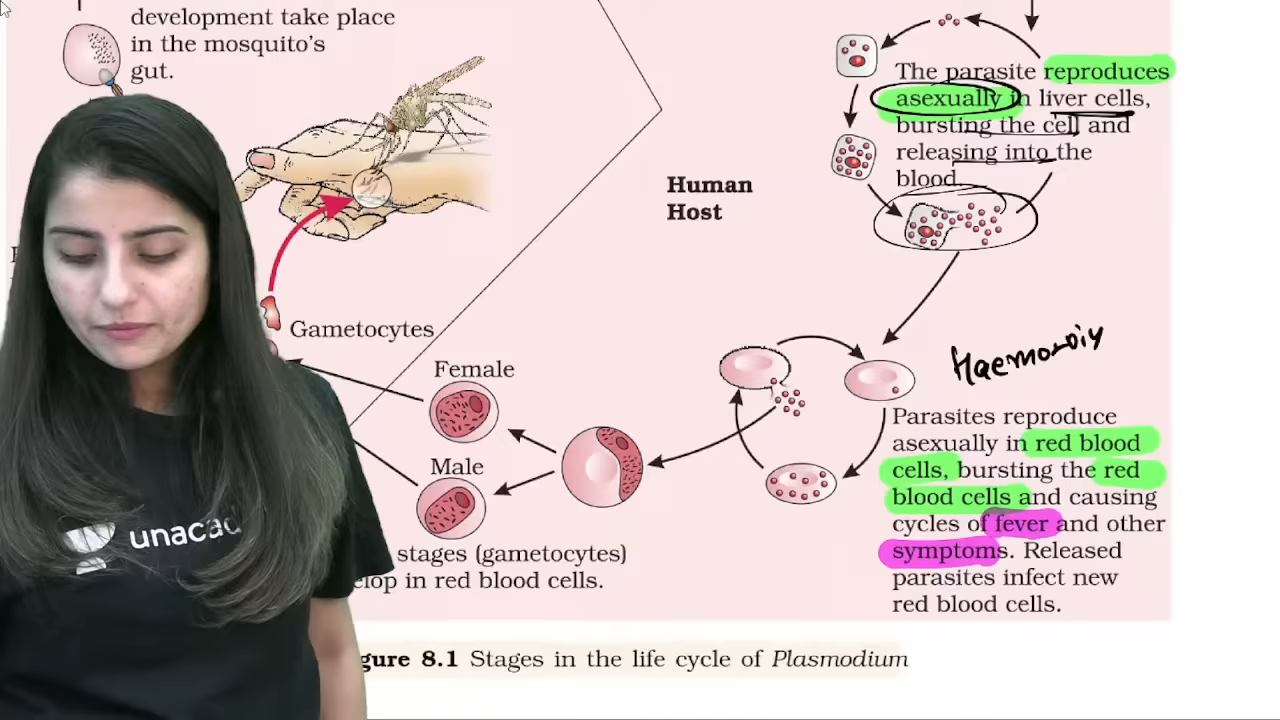 development take place
in the mosquito's
gut.
The parasite reproduces
asexually in liver cells,
bursting the cell and
releasing into the
blood.
Human
Host
Gametocytes
Female
Male
stages (gametocytes)
elop in red blood cells.
Parasites reproduce
asexually in red blood
cells, bursting the red
blood cells and causing
cycles of fever and other
symptoms. Released
parasites infect new
red blood cells.
gure 8.1 Stages in the life cycle of Plasmodium
unacad